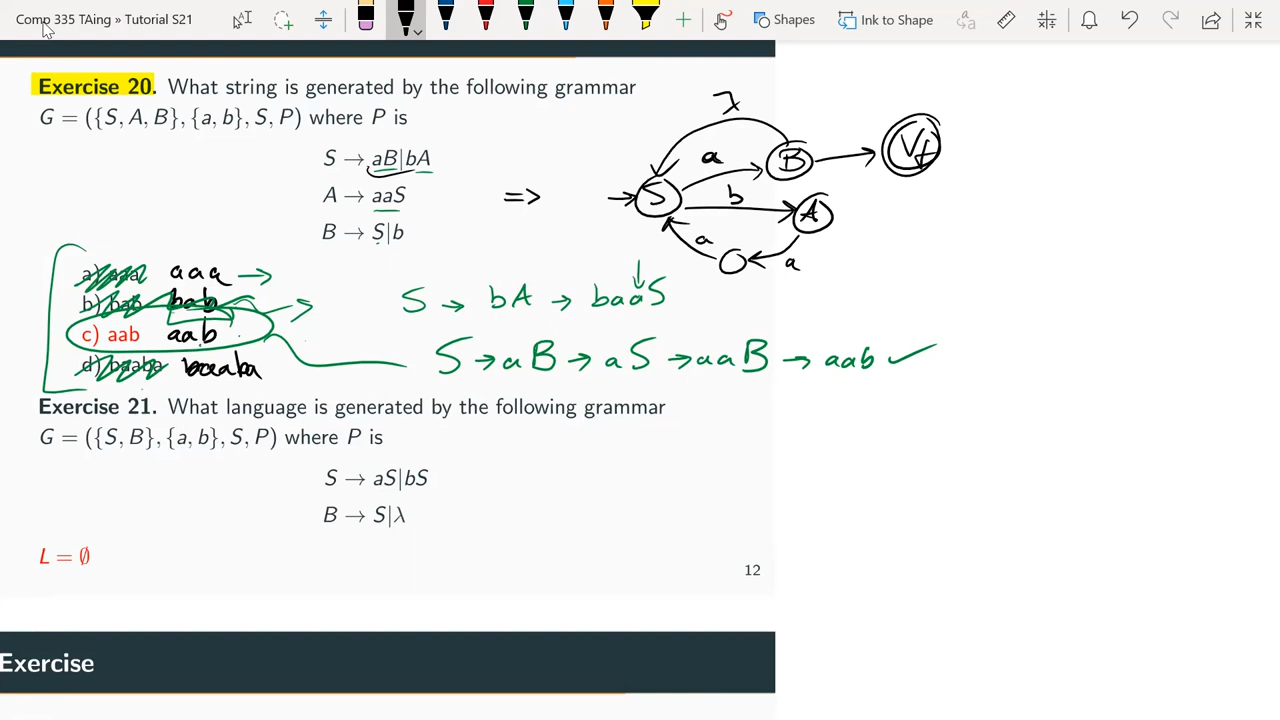 Comp 335 TAing » Tutorial S21
Shapes
Ink to Shape
Exercise 20. What string is generated by the following grammar
G = ({S, A, B}, {a, b}, S, P) where P is
S → aB|bA
A → aaS
B → S|b
=>
λ
a
B
Vf
S
b
A
a
a
a) aaa aaa →
b) bab bab
S → bA → baaS
c) aab aab
S → aB → aS → aaB → aab ✓
d) baaba baaaba
Exercise 21. What language is generated by the following grammar
G = ({S, B}, {a, b}, S, P) where P is
S → aS|bS
B → S|λ
L = ∅
12
Exercise